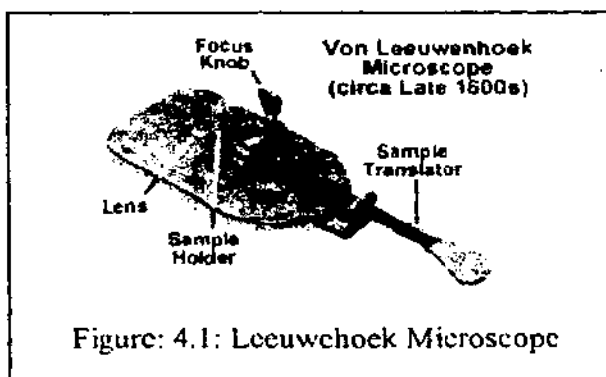 Focus
Knob
Von Leeuwenhoek
Microscope
(circa Late 1600s)
Sample
Translator
Lens
Sample
Holder
Figure: 4.1: Leeuwehoek Microscope